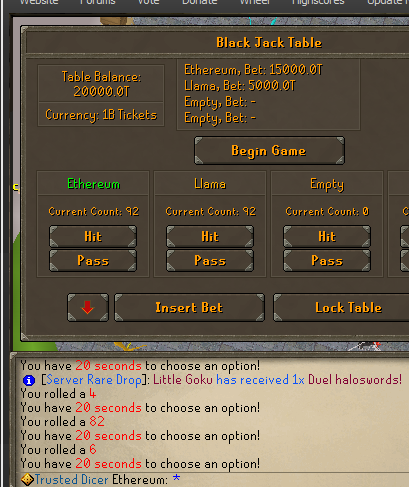 Website Forums Vote Donate Wheel Highscores Update
Black Jack Table
Table Balance:
20000.0T
Currency: 1B Tickets
Ethereum, Bet: 15000.0T
Llama, Bet: 5000.0T
Empty, Bet: -
Empty, Bet: -
Begin Game
Ethereum Llama Empty
Current Count: 92 Current Count: 92 Current Count: 0
Hit Hit Hit
Pass Pass Pass
Insert Bet Lock Table
You have 20 seconds to choose an option!
[Server Rare Drop]: Little Goku has received 1x Duel haloswords!
You rolled a 4
You have 20 seconds to choose an option!
You rolled a 82
You have 20 seconds to choose an option!
You rolled a 6
You have 20 seconds to choose an option!
Trusted Dicer Ethereum: *